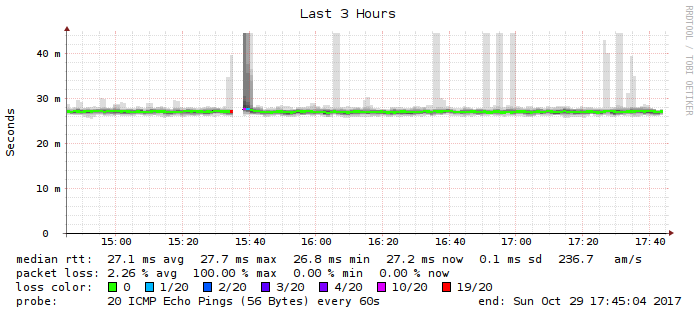 Last 3 Hours
RRDTOOL / TOBI OETIKER
Seconds
40 m
30 m
20 m
10 m
0
15:00 15:20 15:40 16:00 16:20 16:40 17:00 17:20 17:40
median rtt: 27.1 ms avg 27.7 ms max 26.8 ms min 27.2 ms now 0.1 ms sd 236.7 am/s
packet loss: 2.26 % avg 100.00 % max 0.00 % min 0.00 % now
loss color: 0 1/20 2/20 3/20 4/20 10/20 19/20
probe: 20 ICMP Echo Pings (56 Bytes) every 60s end: Sun Oct 29 17:45:04 2017